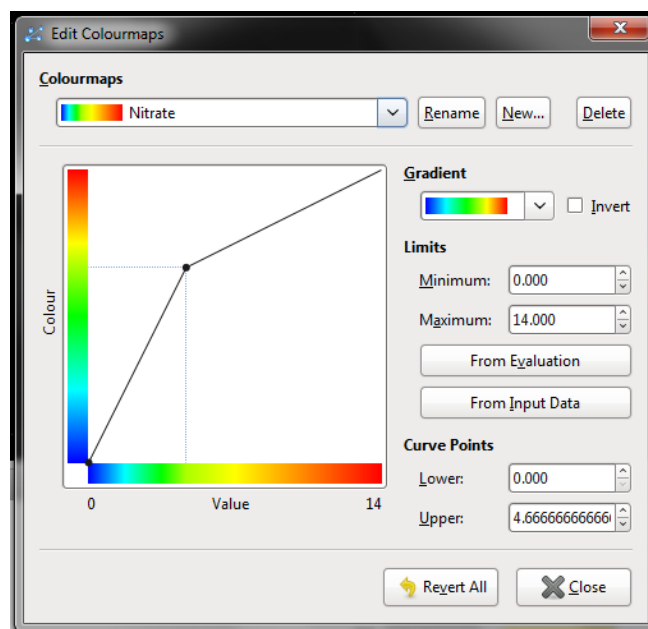 Edit Colourmaps
Colourmaps
Nitrate
Rename
New...
Delete
Gradient
Invert
Limits
Minimum: 0.000
Maximum: 14.000
From Evaluation
From Input Data
Curve Points
Lower: 0.000
Upper: 4.66666666666
Colour
0 Value 14
Revert All
Close